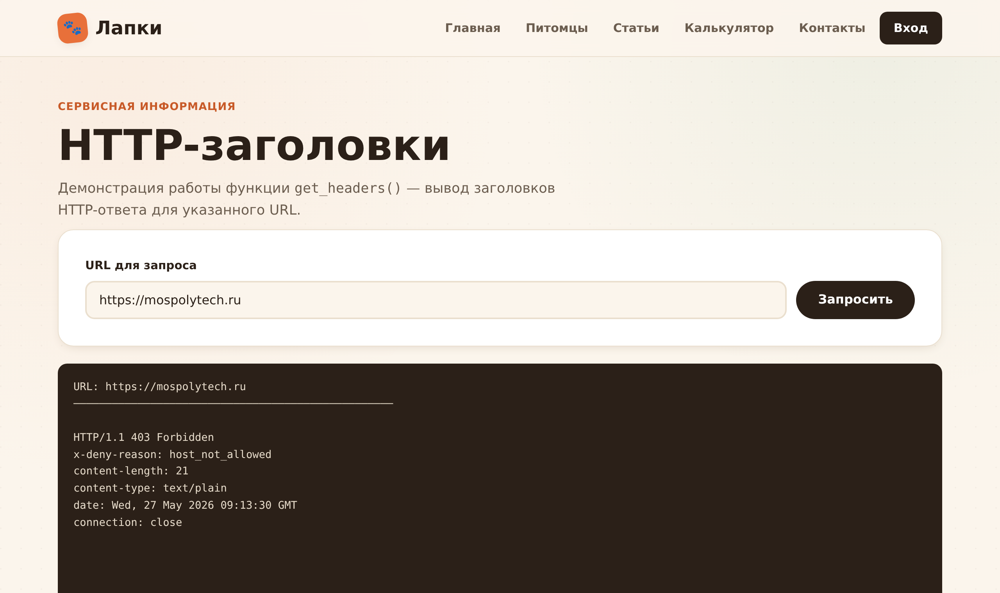 Лапки
Главная Питомцы Статьи Калькулятор Контакты Вход
СЕРВИСНАЯ ИНФОРМАЦИЯ
HTTP-заголовки
Демонстрация работы функции get_headers() — вывод заголовков
HTTP-ответа для указанного URL.
URL для запроса
https://mospolytech.ru
Запросить
URL: https://mospolytech.ru
HTTP/1.1 403 Forbidden
x-deny-reason: host_not_allowed
content-length: 21
content-type: text/plain
date: Wed, 27 May 2026 09:13:30 GMT
connection: close